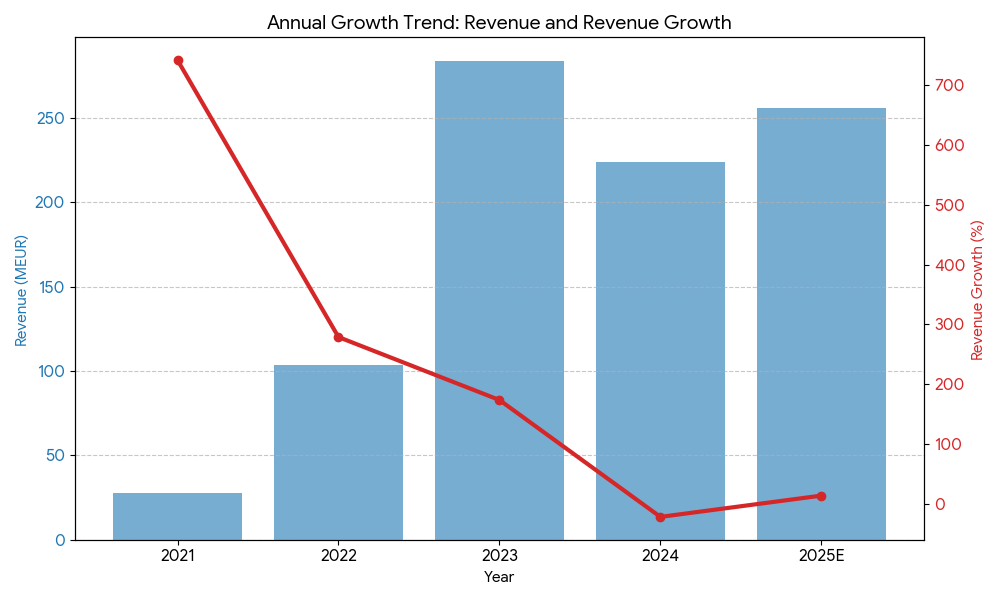 Annual Growth Trend: Revenue and Revenue Growth
Revenue (MEUR)
250
200
150
100
50
0
700
600
500
400
300
200
100
0
Revenue Growth (%)
2021 2022 2023 2024 2025E
Year